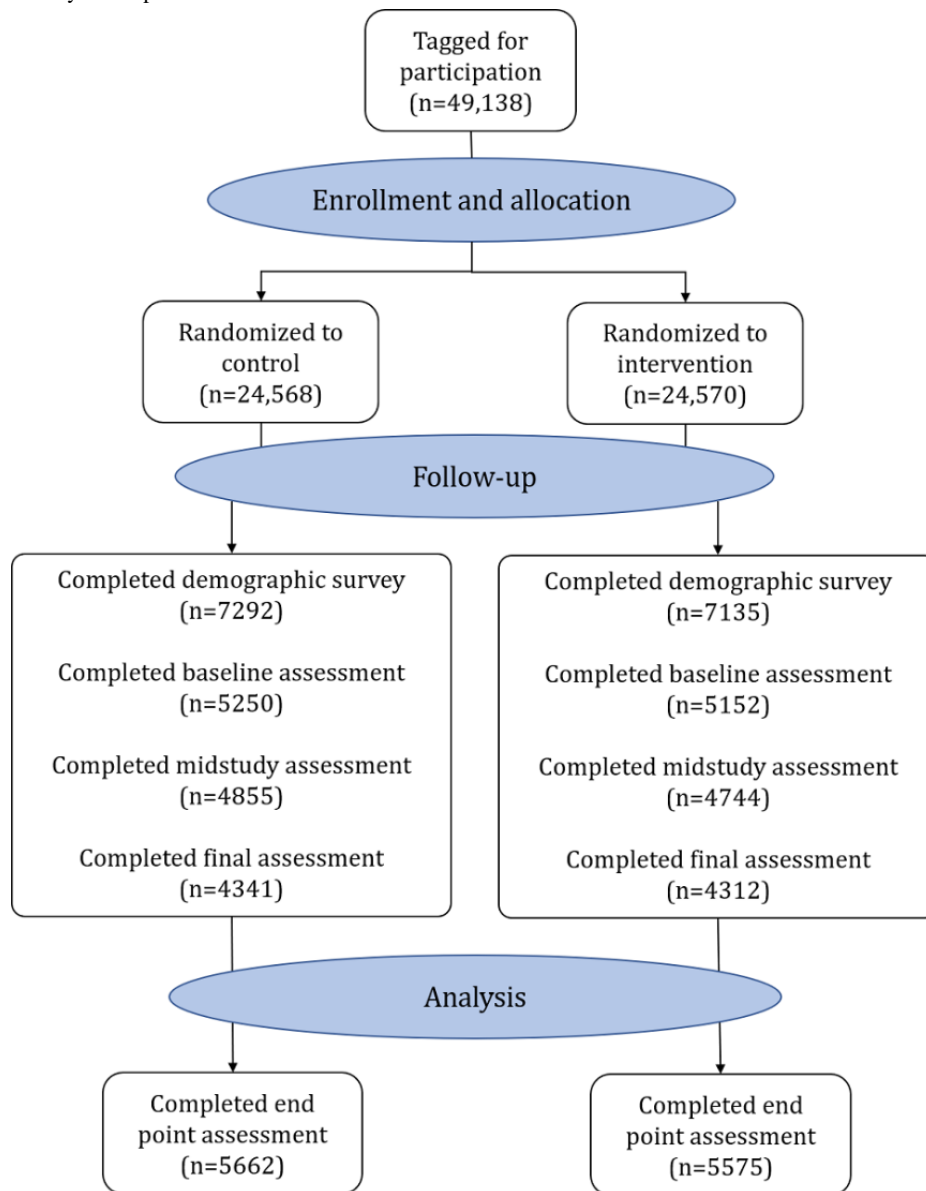 Tagged for
participation
(n=49,138)
Enrollment and allocation
Randomized to
control
(n=24,568)
Randomized to
intervention
(n=24,570)
Follow-up
Completed demographic survey
(n=7292)
Completed baseline assessment
(n=5250)
Completed midstudy assessment
(n=4855)
Completed final assessment
(n=4341)
Completed demographic survey
(n=7135)
Completed baseline assessment
(n=5152)
Completed midstudy assessment
(n=4744)
Completed final assessment
(n=4312)
Analysis
Completed end
point assessment
(n=5662)
Completed end
point assessment
(n=5575)